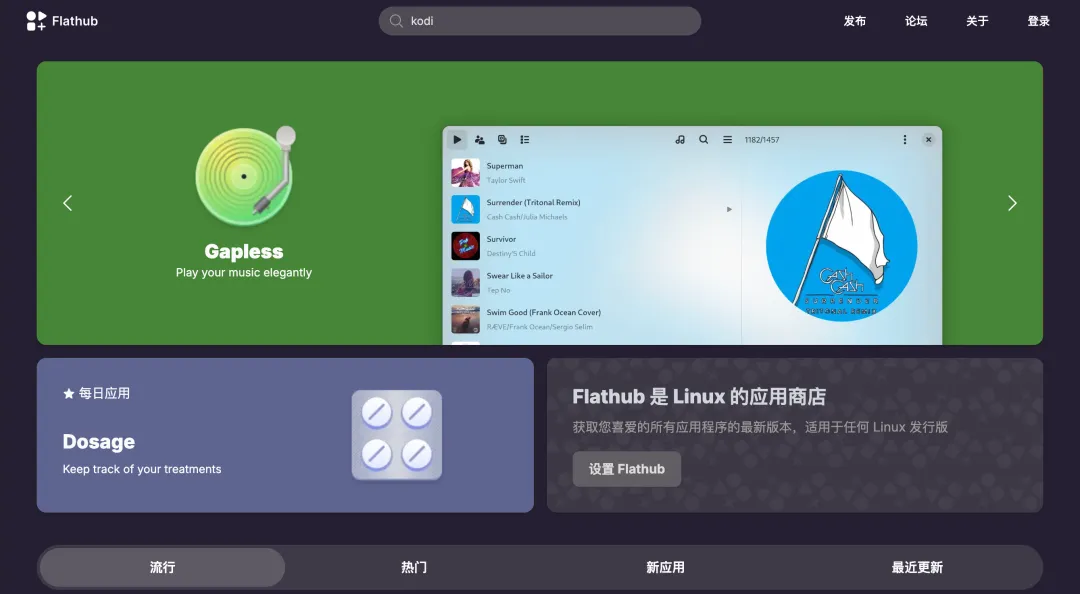 Flathub
kodi
发布
论坛
关于
登录
1182/1457
Superman
Taylor Swift
Surrender (Tritonal Remix)
Cash Cash/Julia Michaels
Survivor
Destiny'S Child
Swear Like a Sailor
Tep No
Swim Good (Frank Ocean Cover)
RÆVE/Frank Ocean/Sergio Selim
CASH CASH
SURRENDER
TRITONAL REMIX
Gapless
Play your music elegantly
每日应用
Dosage
Keep track of your treatments
Flathub 是 Linux 的应用商店
获取您喜爱的所有应用程序的最新版本，适用于任何 Linux 发行版
设置 Flathub
流行
热门
新应用
最近更新